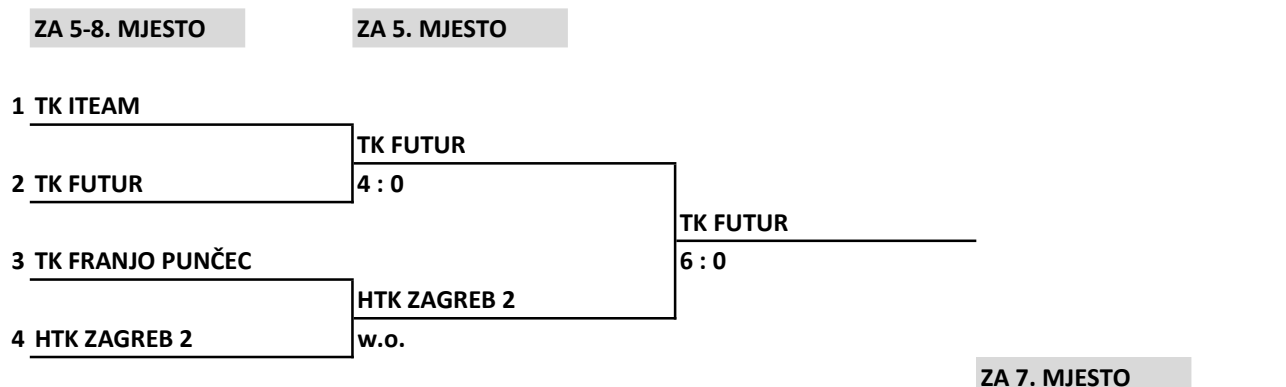 ZA 5-8. MJESTO ZA 5. MJESTO
1 TK ITEAM
TK FUTUR
2 TK FUTUR 4 : 0
TK FUTUR
3 TK FRANJO PUNČEC 6 : 0
HTK ZAGREB 2
4 HTK ZAGREB 2 w.o.
ZA 7. MJESTO